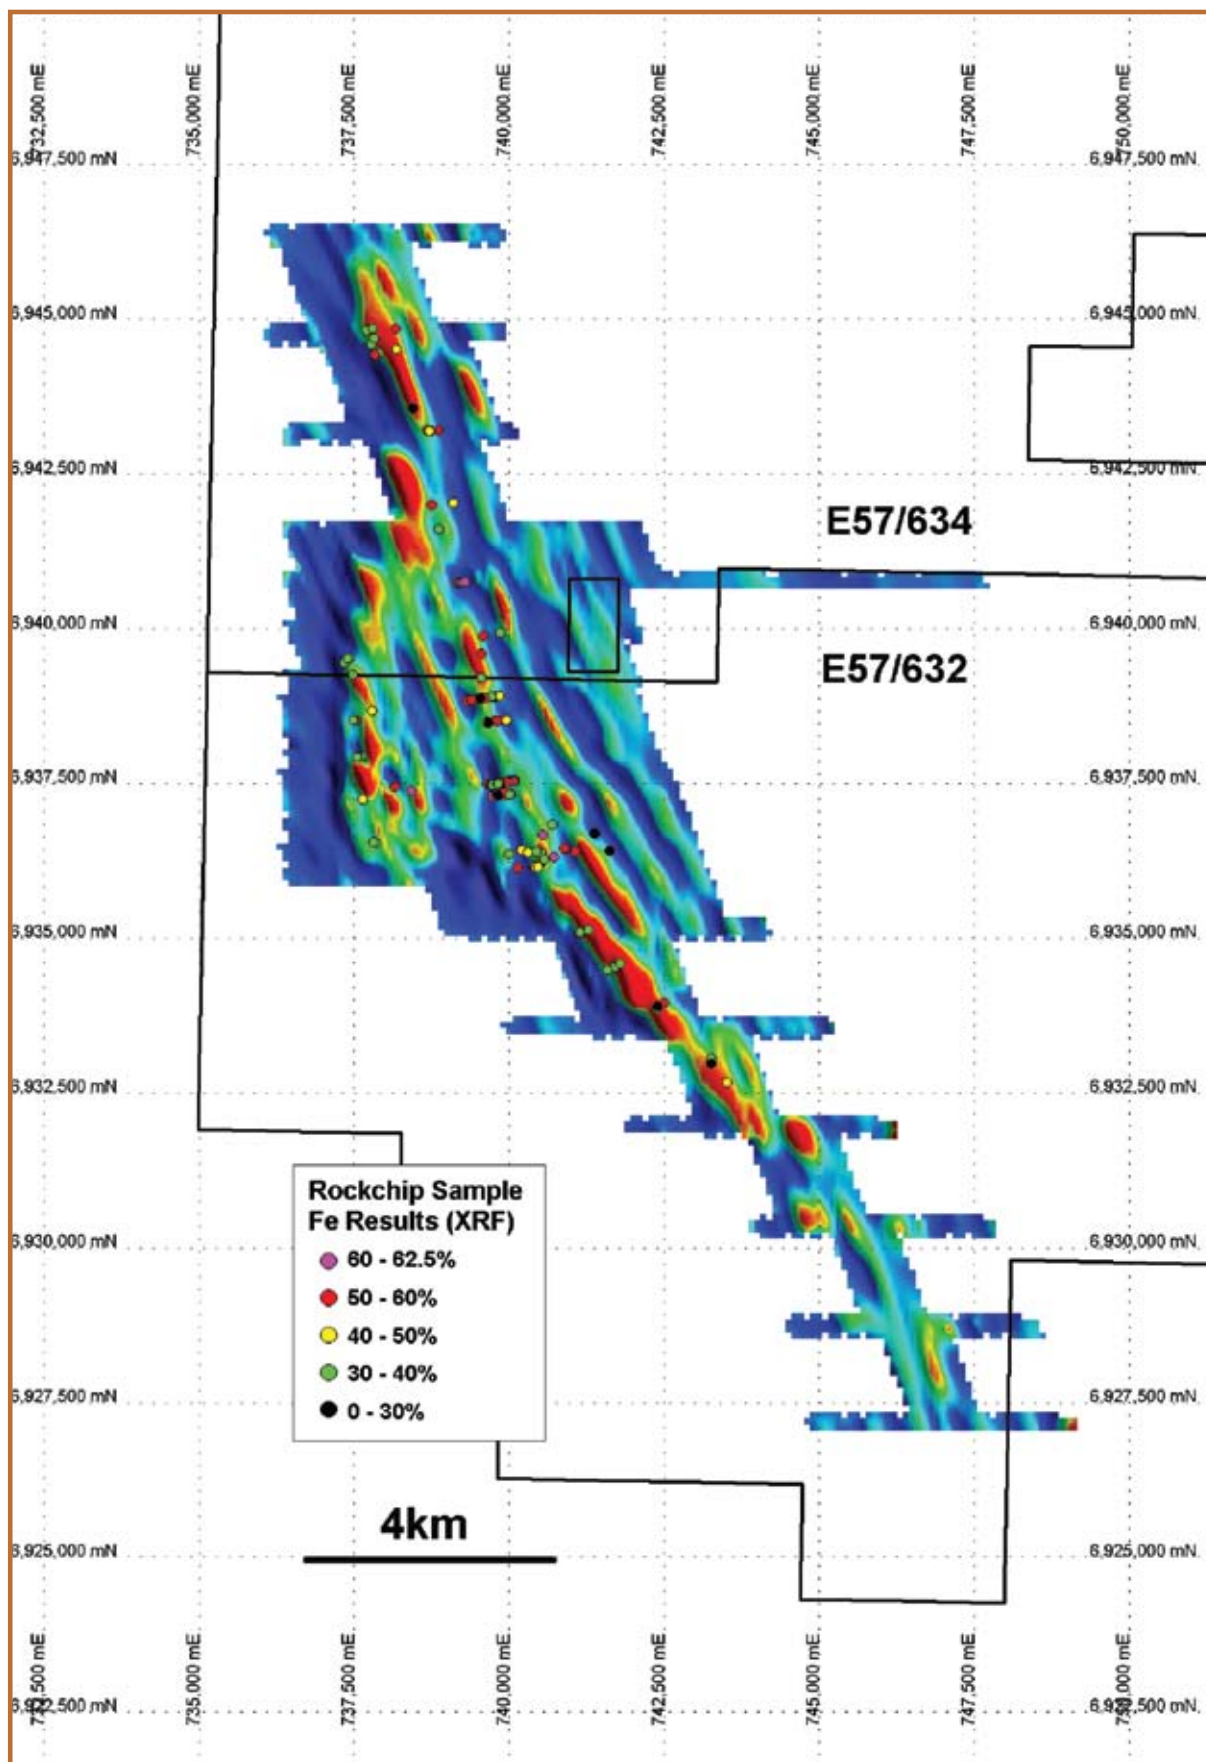 732,500 mE
735,000 mE
737,500 mE
740,000 mE
742,500 mE
745,000 mE
747,500 mE
750,000 mE
6,947,500 mN
6,947,500 mN
6,945,000 mN
6,945,000 mN
6,942,500 mN
6,942,500 mN
E57/634
6,940,000 mN
6,940,000 mN
E57/632
6,937,500 mN
6,937,500 mN
6,935,000 mN
6,935,000 mN
6,932,500 mN
6,932,500 mN
Rockchip Sample
Fe Results (XRF)
60 - 62.5%
50 - 60%
40 - 50%
30 - 40%
0 - 30%
6,930,000 mN
6,930,000 mN
6,927,500 mN
6,927,500 mN
4km
6,925,000 mN
6,925,000 mN
732,500 mE
735,000 mE
737,500 mE
740,000 mE
742,500 mE
745,000 mE
747,500 mE
750,000 mE
6,922,500 mN
6,922,500 mN